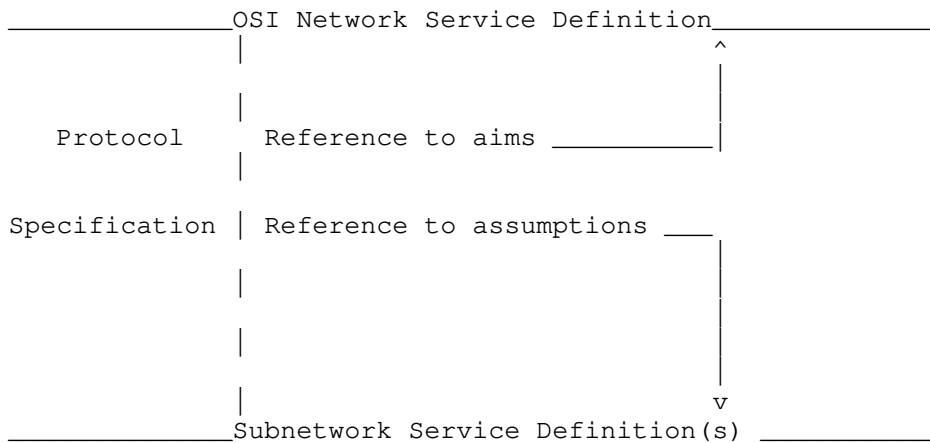 OSI Network Service Definition
Protocol Reference to aims
Specification Reference to assumptions
Subnetwork Service Definition(s)